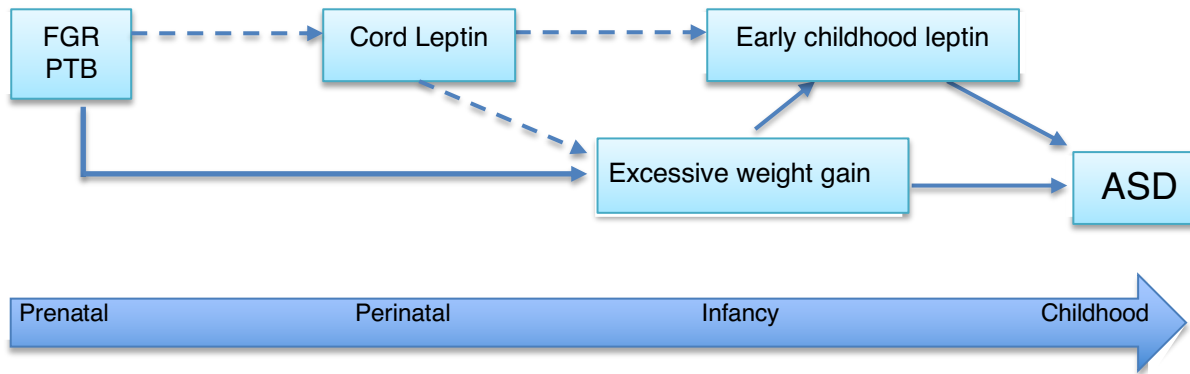 FGR
PTB
Cord Leptin
Early childhood leptin
Excessive weight gain
ASD
Prenatal
Perinatal
Infancy
Childhood